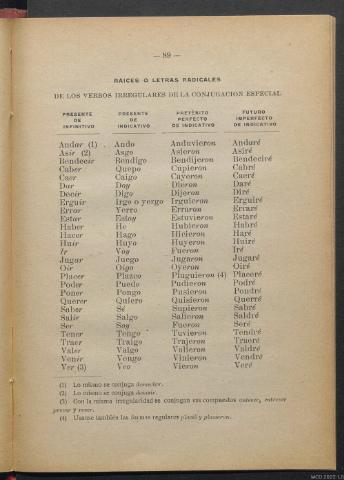 — 89 —
RAICES O LETRAS RADICALES
DE LOS VERBOS IRREGULARES DE LA CONJUGACION ESPECIAL
PRESENTE DE INFINITIVO PRESENTE DE INDICATIVO PRETÉRITO PERFECTO DE INDICATIVO FUTURO IMPERFECTO DE INDICATIVO
Andar (1) Ando Anduvieron Andaré
Asir (2) Asgo Asieron Asiré
Bendecir Bendigo Bendijeron Bendeciré
Caber Quepo Cupieron Cabré
Caer Caigo Cayeron Caeré
Dar Doy Dieron Daré
Decir Digo Dijeron Diré
Erguir Irgo o yergo Irguieron Erguiré
Errar Yerro Erraron Erraré
Estar Estoy Estuvieron Estaré
Haber He Hubieron Habré
Hacer Hago Hicieron Haré
Huir Huyo Huyeron Huiré
Ir Voy Fueron Iré
Jugar Juego Jugaron Jugaré
Oir Oigo Oyeron Oiré
Placer Plazco Pluguieron (4) Placeré
Poder Puedo Pudieron Podré
Poner Pongo Pusieron Pondré
Querer Quiero Quisieron Querré
Saber Sé Supieron Sabré
Salir Salgo Salieron Saldré
Ser Soy Fueron Seré
Tener Tengo Tuvieron Tendré
Traer Traigo Trajeron Traeré
Valer Valgo Valieron Valdré
Venir Vengo Vinieron Vendré
Ver (3) Veo Vieron Veré
(1) Lo mismo se conjuga desandar.
(2) Lo mismo se conjuga desasir.
(3) Con la misma irregularidad se conjugan sus compuestos antever, entrever
prever y rever.
(4) Úsanse también las formas regulares plació y placieron.